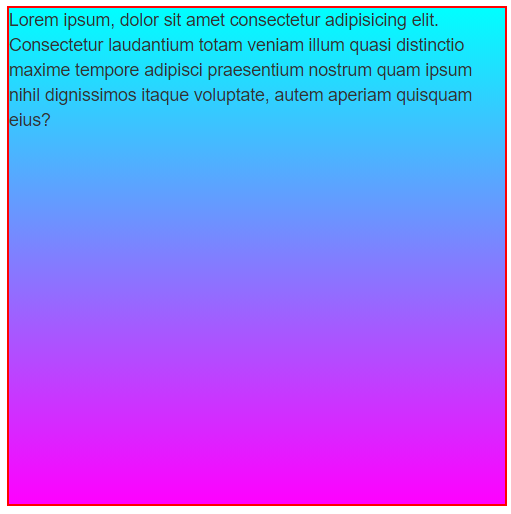 Lorem ipsum, dolor sit amet consectetur adipisicing elit.
Consectetur laudantium totam veniam illum quasi distinctio
maxime tempore adipisci praesentium nostrum quam ipsum
nihil dignissimos itaque voluptate, autem aperiam quisquam
eius?